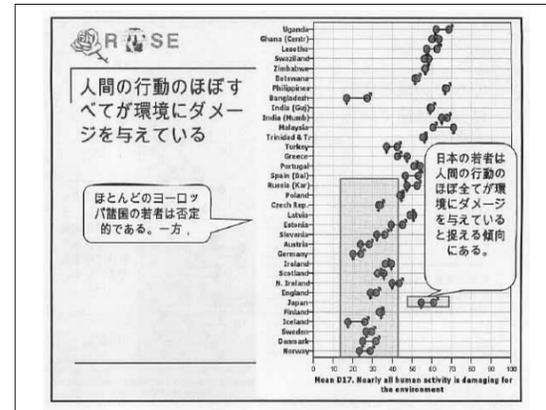 R SE
人間の行動のほぼす
べてが環境にダメー
ジを与えている
ほとんどのヨーロッ
パ諸国の若者は否定
的である。一方，
日本の若者は
人間の行動の
ほぼ全てが環
境にダメージ
を与えている
と捉える傾向
にある。
Uganda
Ghana (Centr)
Lesotho
Swaziland
Zimbabwe
Botswana
Philippines
Bangladesh
India (Guj)
India (Mumb)
Malaysia
Trinidad & T.
Turkey
Greece
Portugal
Spain (Bal)
Russia (Kar)
Poland
Czech Rep.
Latvia
Estonia
Slovenia
Austria
Germany
Ireland
Scotland
N. Ireland
England
Japan
Finland
Iceland
Sweden
Denmark
Norway
0 10 20 30 40 50 60 70 80 90 100
Mean D17. Nearly all human activity is damaging for
the environment